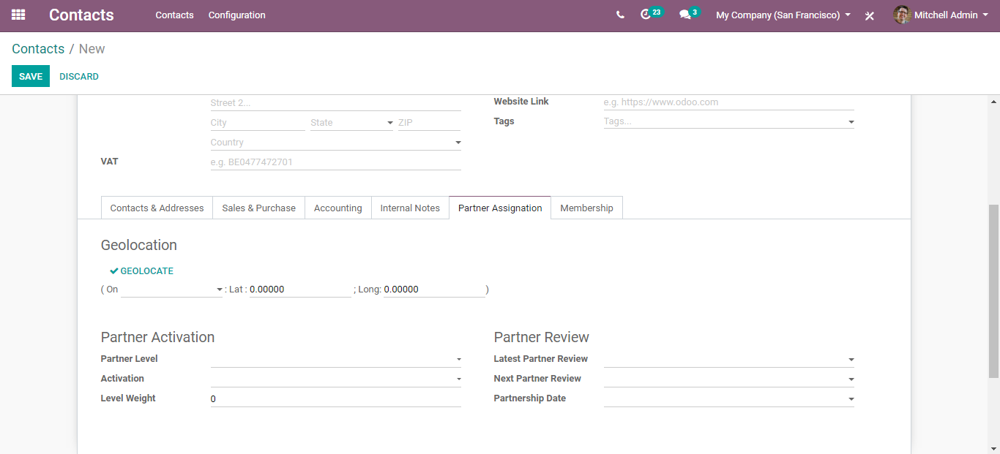 Contacts Contacts Configuration 23 3 My Company (San Francisco) Mitchell Admin
Contacts / New
SAVE DISCARD
Street 2... Website Link e.g. https://www.odoo.com
City State ZIP Tags Tags...
Country
VAT e.g. BE0477472701
Contacts & Addresses Sales & Purchase Accounting Internal Notes Partner Assignation Membership
Geolocation
GEOLOCATE
( On : Lat : 0.00000 ; Long: 0.00000 )
Partner Activation Partner Review
Partner Level Latest Partner Review
Activation Next Partner Review
Level Weight 0 Partnership Date